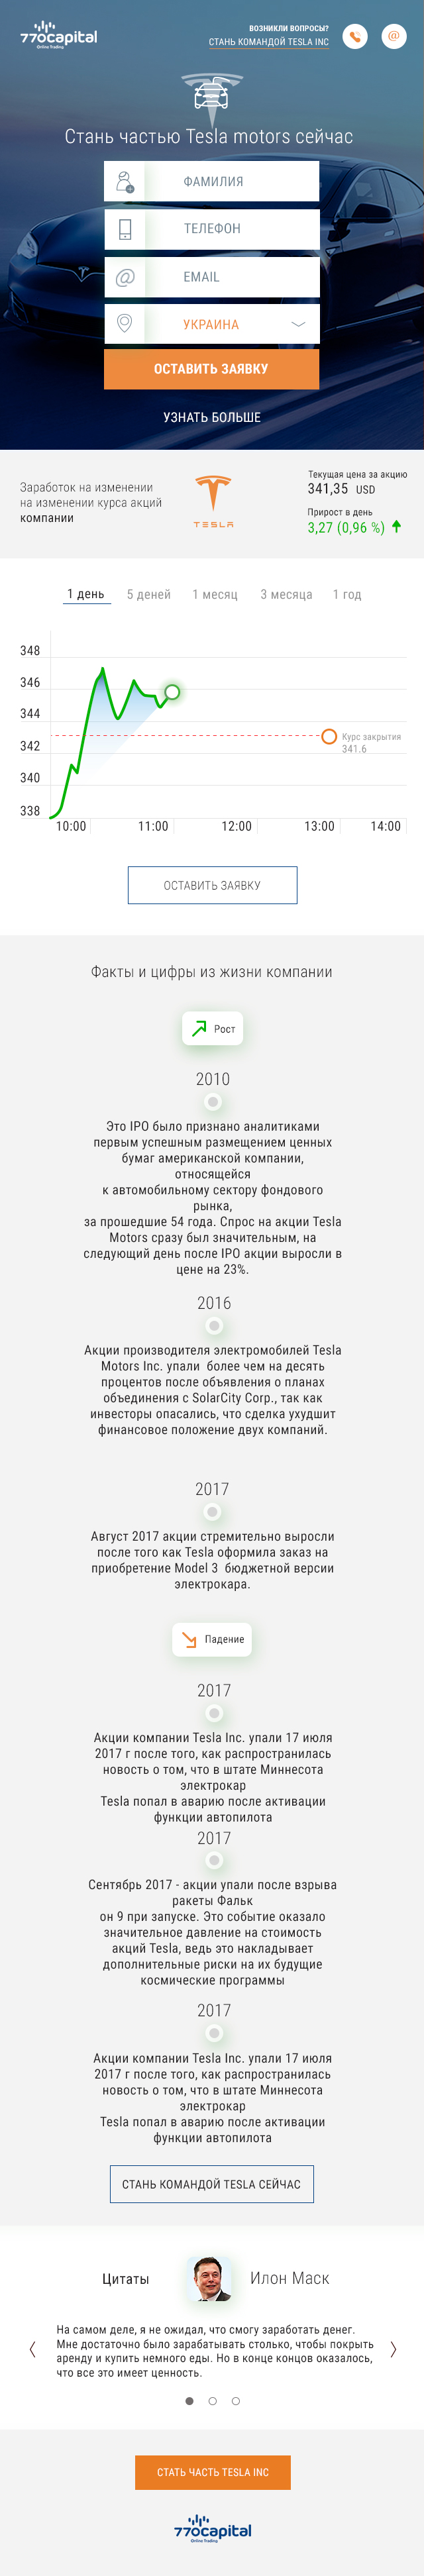 770capital
Online Trading
ВОЗНИКЛИ ВОПРОСЫ?
СТАНЬ КОМАНДОЙ TESLA INC
Стань частью Tesla motors сейчас
ФАМИЛИЯ
ТЕЛЕФОН
EMAIL
УКРАИНА
ОСТАВИТЬ ЗАЯВКУ
УЗНАТЬ БОЛЬШЕ
Заработок на изменении
на изменении курса акций
компании
TESLA
Текущая цена за акцию
341,35 USD
Прирост в день
3,27 (0,96 %)
1 день 5 дней 1 месяц 3 месяца 1 год
348
346
344
342
340
338
Курс закрытия
341.6
10:00 11:00 12:00 13:00 14:00
ОСТАВИТЬ ЗАЯВКУ
Факты и цифры из жизни компании
Рост
2010
Это IPO было признано аналитиками
первым успешным размещением ценных
бумаг американской компании,
относящейся
к автомобильному сектору фондового
рынка,
за прошедшие 54 года. Спрос на акции Tesla
Motors сразу был значительным, на
следующий день после IPO акции выросли в
цене на 23%.
2016
Акции производителя электромобилей Tesla
Motors Inc. упали более чем на десять
процентов после объявления о планах
объединения с SolarCity Corp., так как
инвесторы опасались, что сделка ухудшит
финансовое положение двух компаний.
2017
Август 2017 акции стремительно выросли
после того как Tesla оформила заказ на
приобретение Model 3 бюджетной версии
электрокара.
Падение
2017
Акции компании Tesla Inc. упали 17 июля
2017 г после того, как распространилась
новость о том, что в штате Миннесота
электрокар
Tesla попал в аварию после активации
функции автопилота
2017
Сентябрь 2017 - акции упали после взрыва
ракеты Фальк
он 9 при запуске. Это событие оказало
значительное давление на стоимость
акций Tesla, ведь это накладывает
дополнительные риски на их будущие
космические программы
2017
Акции компании Tesla Inc. упали 17 июля
2017 г после того, как распространилась
новость о том, что в штате Миннесота
электрокар
Tesla попал в аварию после активации
функции автопилота
СТАНЬ КОМАНДОЙ TESLA СЕЙЧАС
Цитаты
Илон Маск
На самом деле, я не ожидал, что смогу заработать денег.
Мне достаточно было зарабатывать столько, чтобы покрыть
аренду и купить немного еды. Но в конце концов оказалось,
что все это имеет ценность.
СТАТЬ ЧАСТЬ TESLA INC
770capital
Online Trading